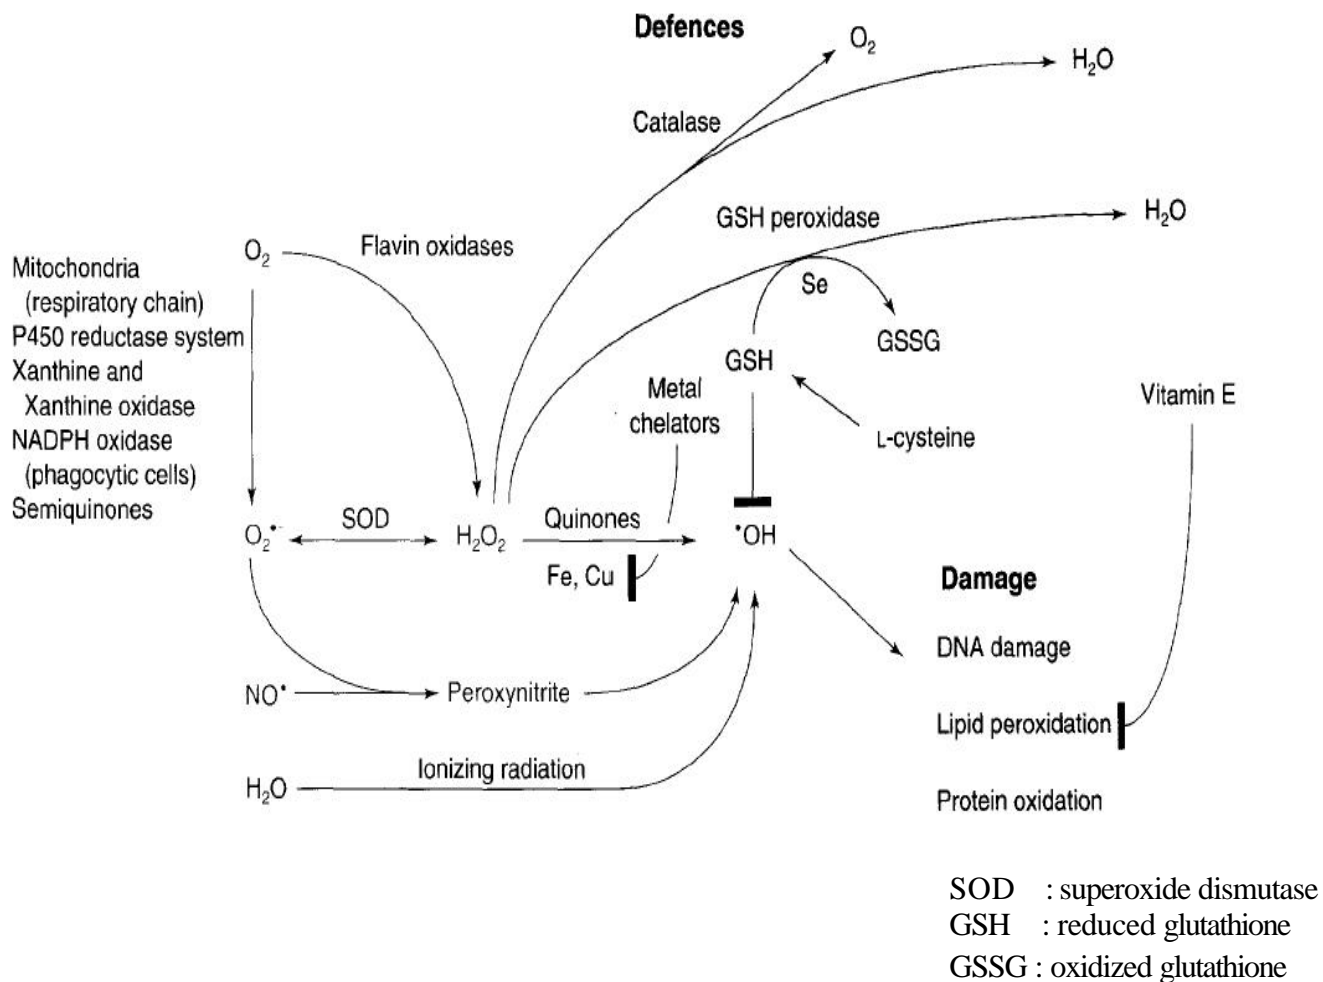 Defences
O₂
H₂O
Catalase
GSH peroxidase
H₂O
O₂
Flavin oxidases
Mitochondria
(respiratory chain)
P450 reductase system
Xanthine and
Xanthine oxidase
NADPH oxidase
(phagocytic cells)
Semiquinones
Se
GSSG
GSH
Metal
chelators
L-cysteine
Vitamin E
O₂•
SOD
H₂O₂
Quinones
Fe, Cu
•OH
Damage
DNA damage
NO•
Peroxynitrite
Lipid peroxidation
H₂O
Ionizing radiation
Protein oxidation
SOD : superoxide dismutase
GSH : reduced glutathione
GSSG : oxidized glutathione